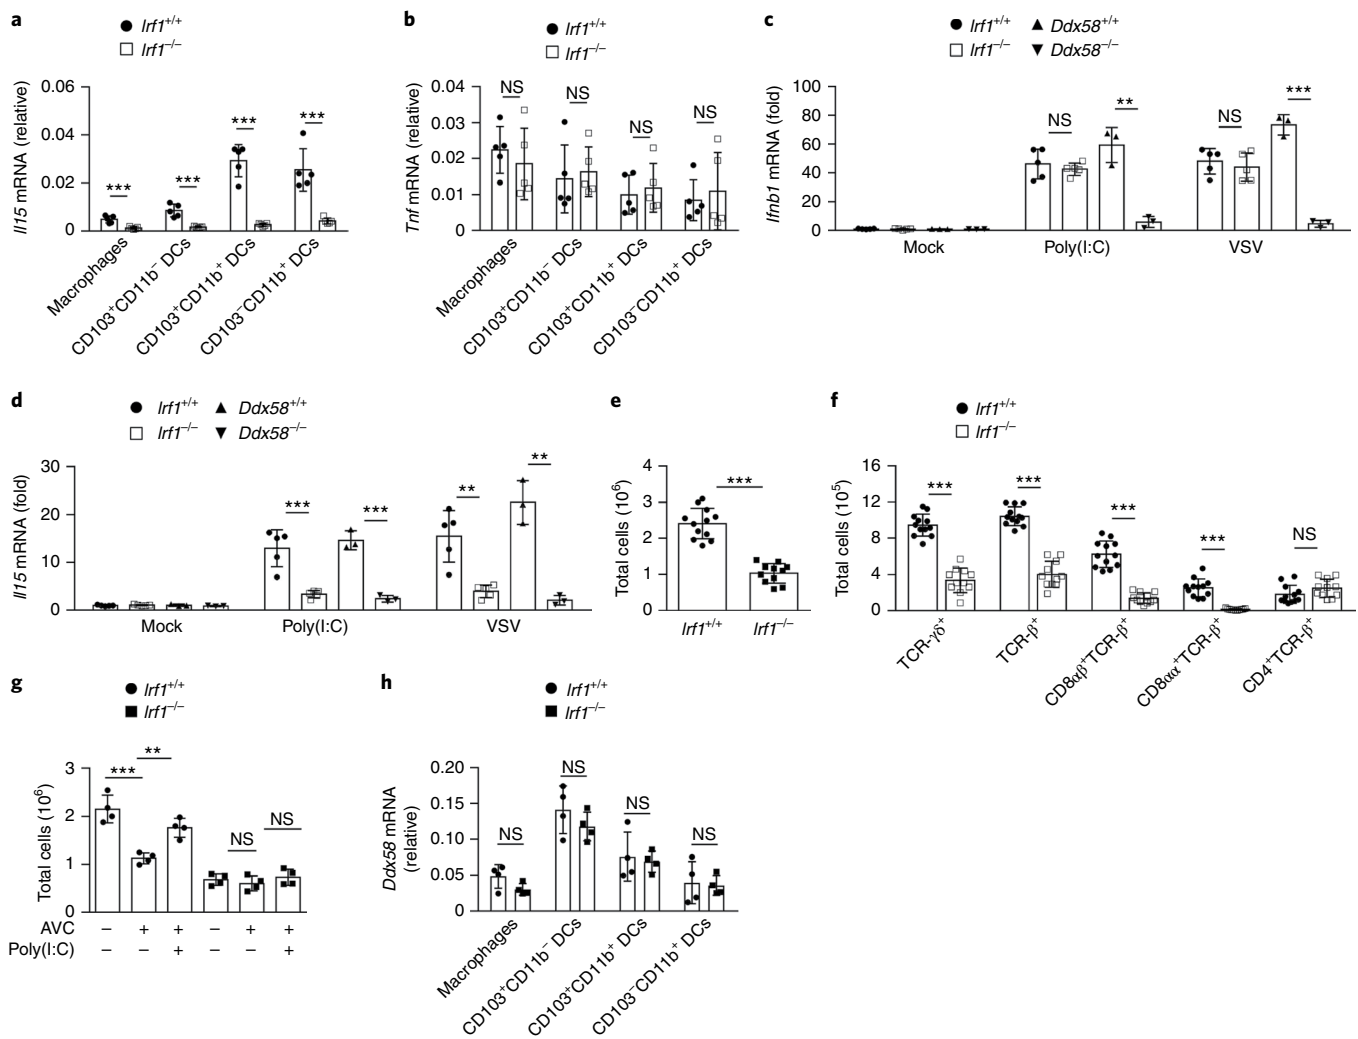 a
Irf1+/+
Irf1–/–
Il15 mRNA (relative)
0.06
0.04
0.02
0
***
***
***
***
Macrophages
CD103+CD11b– DCs
CD103+CD11b+ DCs
CD103–CD11b+ DCs
b
Irf1+/+
Irf1–/–
Tnf mRNA (relative)
0.04
0.03
0.02
0.01
0
NS
NS
NS
NS
Macrophages
CD103+CD11b– DCs
CD103+CD11b+ DCs
CD103–CD11b+ DCs
c
Irf1+/+ Ddx58+/+
Irf1–/– Ddx58–/–
Ifnb1 mRNA (fold)
100
80
60
40
20
0
NS
**
NS
***
Mock Poly(I:C) VSV
d
Irf1+/+ Ddx58+/+
Irf1–/– Ddx58–/–
Il15 mRNA (fold)
30
20
10
0
***
***
**
**
Mock Poly(I:C) VSV
e
Total cells (10⁶)
4
3
2
1
0
***
Irf1+/+ Irf1–/–
f
Irf1+/+
Irf1–/–
Total cells (10⁵)
16
12
8
4
0
***
***
***
***
NS
TCR-γδ+
TCR-β+
CD8αβ+TCR-β+
CD8αα+TCR-β+
CD4+TCR-β+
g
Irf1+/+
Irf1–/–
Total cells (10⁶)
3
2
1
0
***
**
NS
NS
AVC – + + – + +
Poly(I:C) – – + – – +
h
Irf1+/+
Irf1–/–
Ddx58 mRNA
(relative)
0.20
0.15
0.10
0.05
0
NS
NS
NS
NS
Macrophages
CD103+CD11b– DCs
CD103+CD11b+ DCs
CD103–CD11b+ DCs